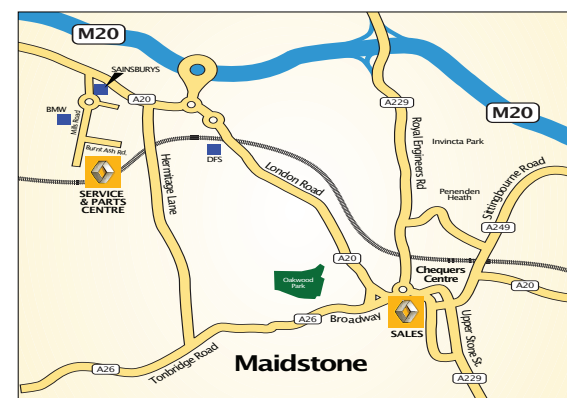 M20
SAINSBURYS
BMW
A20
Mills Road
Burnt Ash Rd.
DFS
SERVICE
& PARTS
CENTRE
Hermitage Lane
London Road
A229
Royal Engineers Rd
M20
Invicta Park
Penenden
Heath
Sittingbourne Road
A249
A20
Chequers
Centre
A20
Oakwood
Park
A26
Broadway
SALES
Upper Stone St.
A229
Maidstone
Tonbridge Road
A26